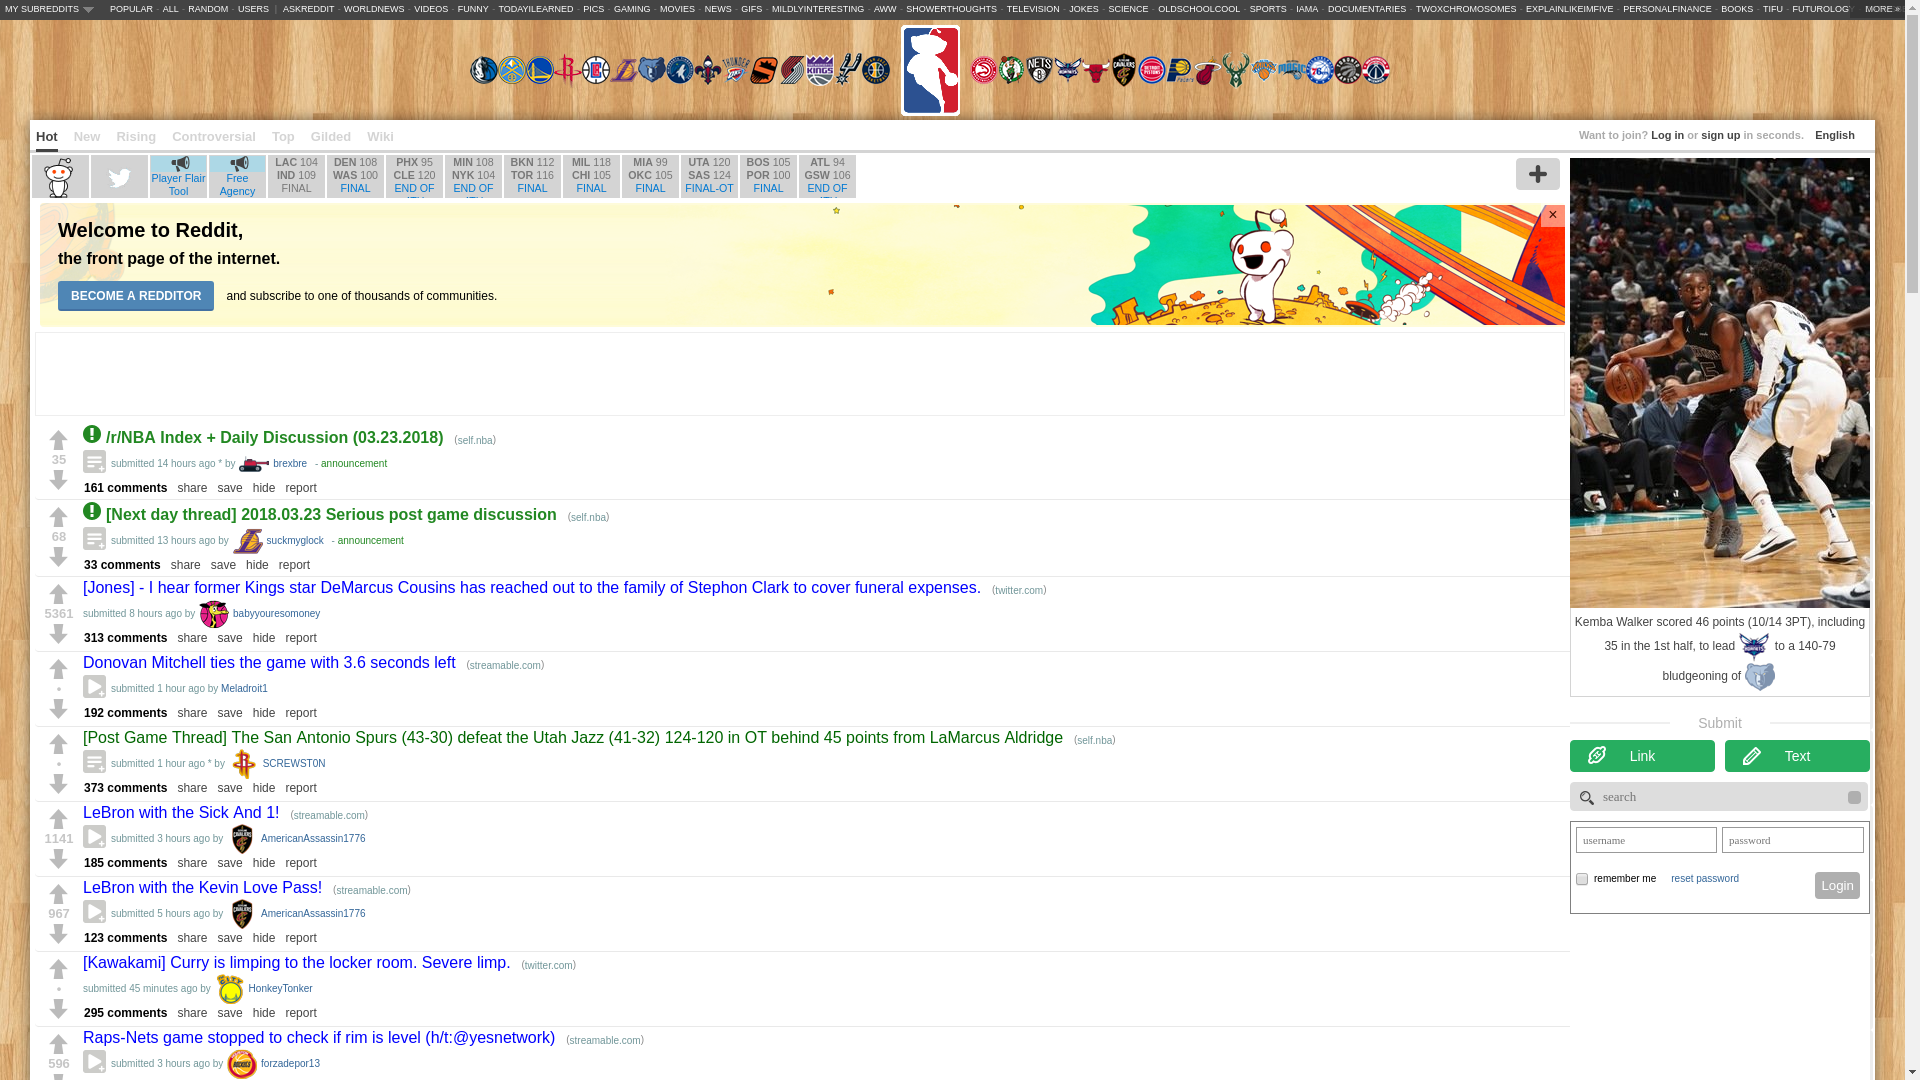 MY SUBREDDITS POPULAR - ALL - RANDOM - USERS | ASKREDDIT - WORLDNEWS - VIDEOS - FUNNY - TODAYILEARNED - PICS - GAMING - MOVIES - NEWS - GIFS - MILDLYINTERESTING - AWW - SHOWERTHOUGHTS - TELEVISION - JOKES - SCIENCE - OLDSCHOOLCOOL - SPORTS - IAMA - DOCUMENTARIES - TWOXCHROMOSOMES - EXPLAINLIKEIMFIVE - PERSONALFINANCE - BOOKS - TIFU - FUTUROLOGY MORE »
Hot New Rising Controversial Top Gilded Wiki
Want to join? Log in or sign up in seconds. English
Player Flair Tool
Free Agency
LAC 104
IND 109
FINAL
DEN 108
WAS 100
FINAL
PHX 95
CLE 120
END OF
MIN 108
NYK 104
END OF
BKN 112
TOR 116
FINAL
MIL 118
CHI 105
FINAL
MIA 99
OKC 105
FINAL
UTA 120
SAS 124
FINAL-OT
BOS 105
POR 100
FINAL
ATL 94
GSW 106
END OF
Welcome to Reddit,
the front page of the internet.
BECOME A REDDITOR and subscribe to one of thousands of communities.
×
/r/NBA Index + Daily Discussion (03.23.2018) (self.nba)
35
submitted 14 hours ago * by brexbre - announcement
161 comments share save hide report
[Next day thread] 2018.03.23 Serious post game discussion (self.nba)
68
submitted 13 hours ago by suckmyglock - announcement
33 comments share save hide report
[Jones] - I hear former Kings star DeMarcus Cousins has reached out to the family of Stephon Clark to cover funeral expenses. (twitter.com)
5361
submitted 8 hours ago by babyyouresomoney
313 comments share save hide report
Donovan Mitchell ties the game with 3.6 seconds left (streamable.com)
•
submitted 1 hour ago by Meladroit1
192 comments share save hide report
[Post Game Thread] The San Antonio Spurs (43-30) defeat the Utah Jazz (41-32) 124-120 in OT behind 45 points from LaMarcus Aldridge (self.nba)
•
submitted 1 hour ago * by SCREWST0N
373 comments share save hide report
LeBron with the Sick And 1! (streamable.com)
1141
submitted 3 hours ago by AmericanAssassin1776
185 comments share save hide report
LeBron with the Kevin Love Pass! (streamable.com)
967
submitted 5 hours ago by AmericanAssassin1776
123 comments share save hide report
[Kawakami] Curry is limping to the locker room. Severe limp. (twitter.com)
•
submitted 45 minutes ago by HonkeyTonker
295 comments share save hide report
Raps-Nets game stopped to check if rim is level (h/t:@yesnetwork) (streamable.com)
596
submitted 3 hours ago by forzadepor13
Kemba Walker scored 46 points (10/14 3PT), including
35 in the 1st half, to lead to a 140-79
bludgeoning of
Submit
Link Text
search
username password
remember me reset password
Login